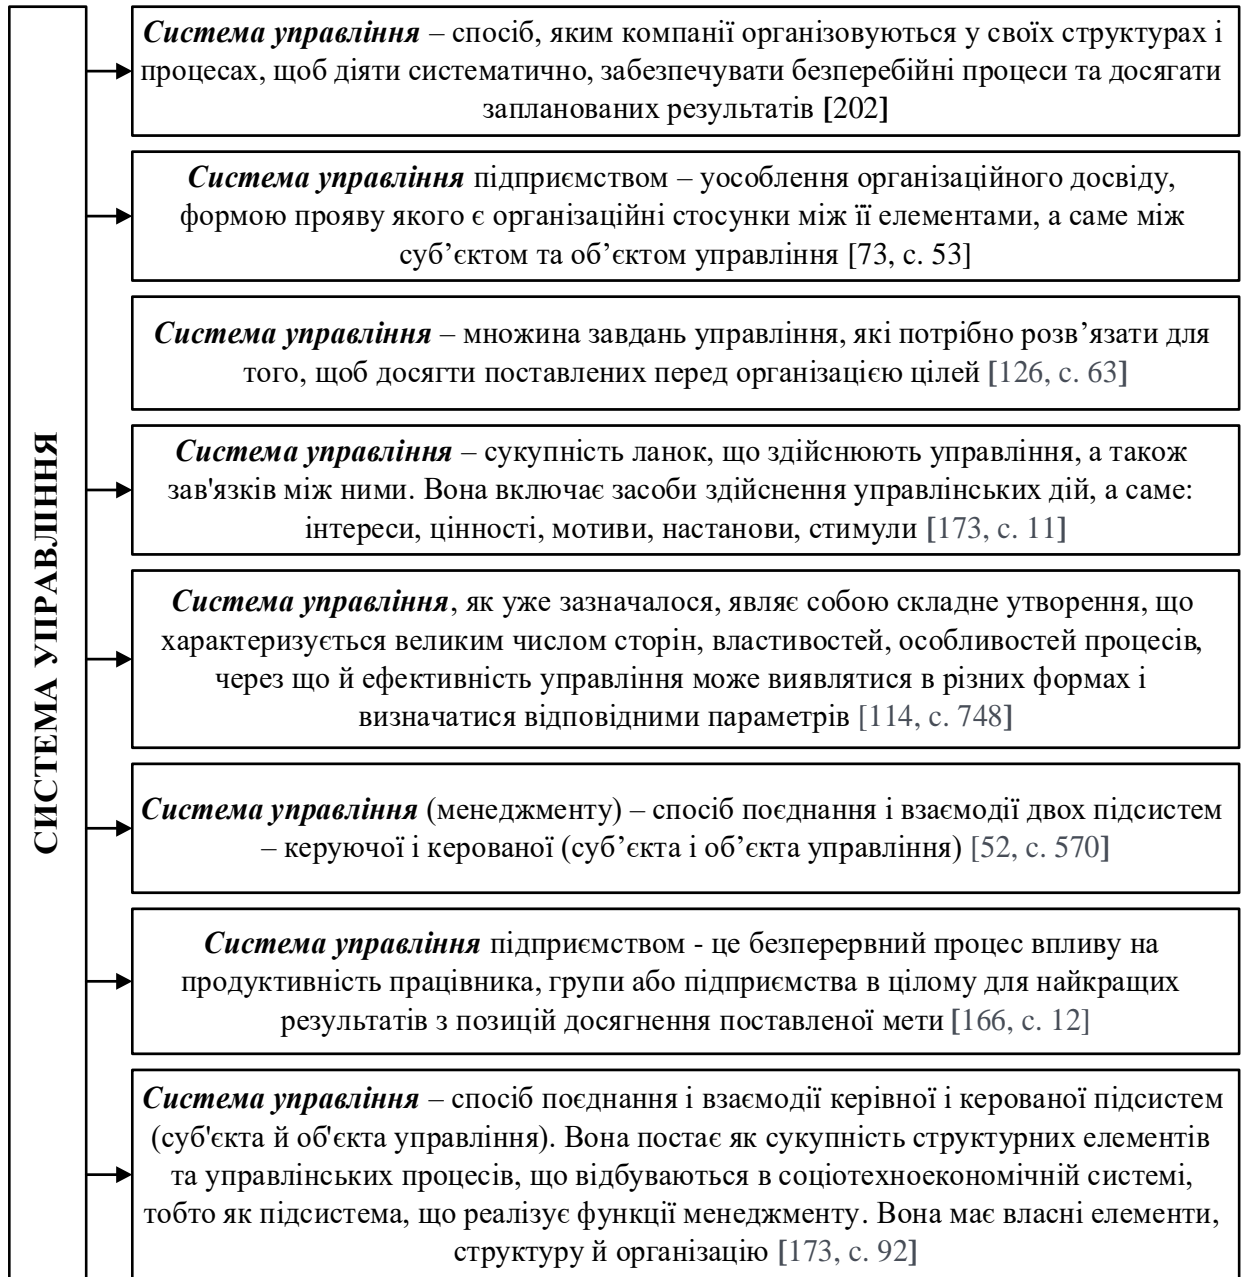 СИСТЕМА УПРАВЛІННЯ
Система управління – спосіб, яким компанії організовуються у своїх структурах і
процесах, щоб діяти систематично, забезпечувати безперебійні процеси та досягати
запланованих результатів [202]
Система управління підприємством – уособлення організаційного досвіду,
формою прояву якого є організаційні стосунки між її елементами, а саме між
суб’єктом та об’єктом управління [73, с. 53]
Система управління – множина завдань управління, які потрібно розв’язати для
того, щоб досягти поставлених перед організацією цілей [126, с. 63]
Система управління – сукупність ланок, що здійснюють управління, а також
зав'язків між ними. Вона включає засоби здійснення управлінських дій, а саме:
інтереси, цінності, мотиви, настанови, стимули [173, с. 11]
Система управління, як уже зазначалося, являє собою складне утворення, що
характеризується великим числом сторін, властивостей, особливостей процесів,
через що й ефективність управління може виявлятися в різних формах і
визначатися відповідними параметрів [114, с. 748]
Система управління (менеджменту) – спосіб поєднання і взаємодії двох підсистем
– керуючої і керованої (суб’єкта і об’єкта управління) [52, с. 570]
Система управління підприємством - це безперервний процес впливу на
продуктивність працівника, групи або підприємства в цілому для найкращих
результатів з позицій досягнення поставленої мети [166, с. 12]
Система управління – спосіб поєднання і взаємодії керівної і керованої підсистем
(суб'єкта й об'єкта управління). Вона постає як сукупність структурних елементів
та управлінських процесів, що відбуваються в соціотехноекономічній системі,
тобто як підсистема, що реалізує функції менеджменту. Вона має власні елементи,
структуру й організацію [173, с. 92]